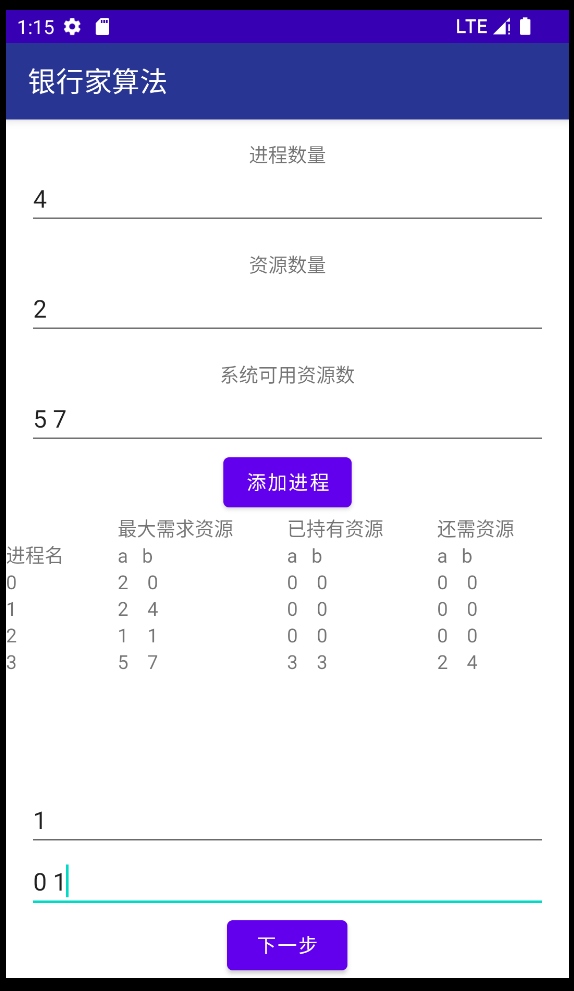 1:15 LTE
银行家算法
进程数量
4
资源数量
2
系统可用资源数
5 7
添加进程
最大需求资源 已持有资源 还需资源
进程名 a b a b a b
0 2 0 0 0 0 0
1 2 4 0 0 0 0
2 1 1 0 0 0 0
3 5 7 3 3 2 4
1
0 1
下一步